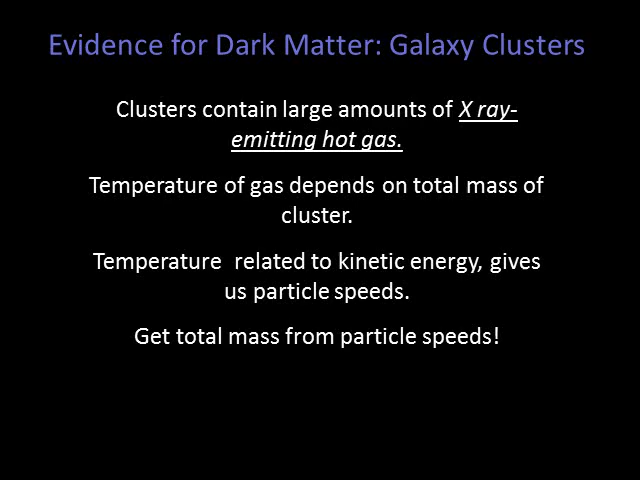 Evidence for Dark Matter: Galaxy Clusters
Clusters contain large amounts of X ray-
emitting hot gas.
Temperature of gas depends on total mass of
cluster.
Temperature  related to kinetic energy, gives
us particle speeds.
Get total mass from particle speeds!